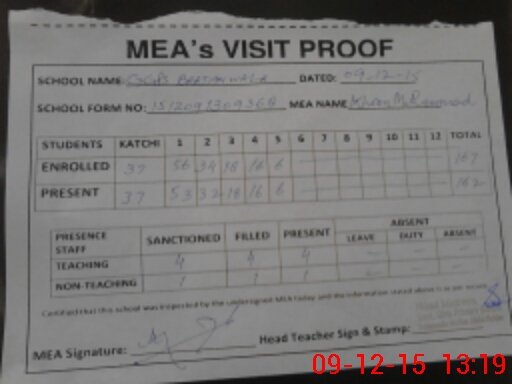 MEA's VISIT PROOF
SCHOOL NAME: DATED: 09-12-15
SCHOOL FORM NO: MEA NAME
STUDENTS KATCHI 1 2 3 4 5 6 7 8 9 10 11 12 TOTAL
ENROLLED 37 56 34 18 16 6 167
PRESENT 37 53 32 18 16 6 162
ABSENT
PRESENCE STAFF SANCTIONED FILLED PRESENT LEAVE DUTY ABSENT
TEACHING 4 4 4
NON-TEACHING 1 1 1
Certified that this school was inspected by the undersigned MEA today and the information stated above is as per record.
MEA Signature: Head Teacher Sign & Stamp:
09-12-15 13:19